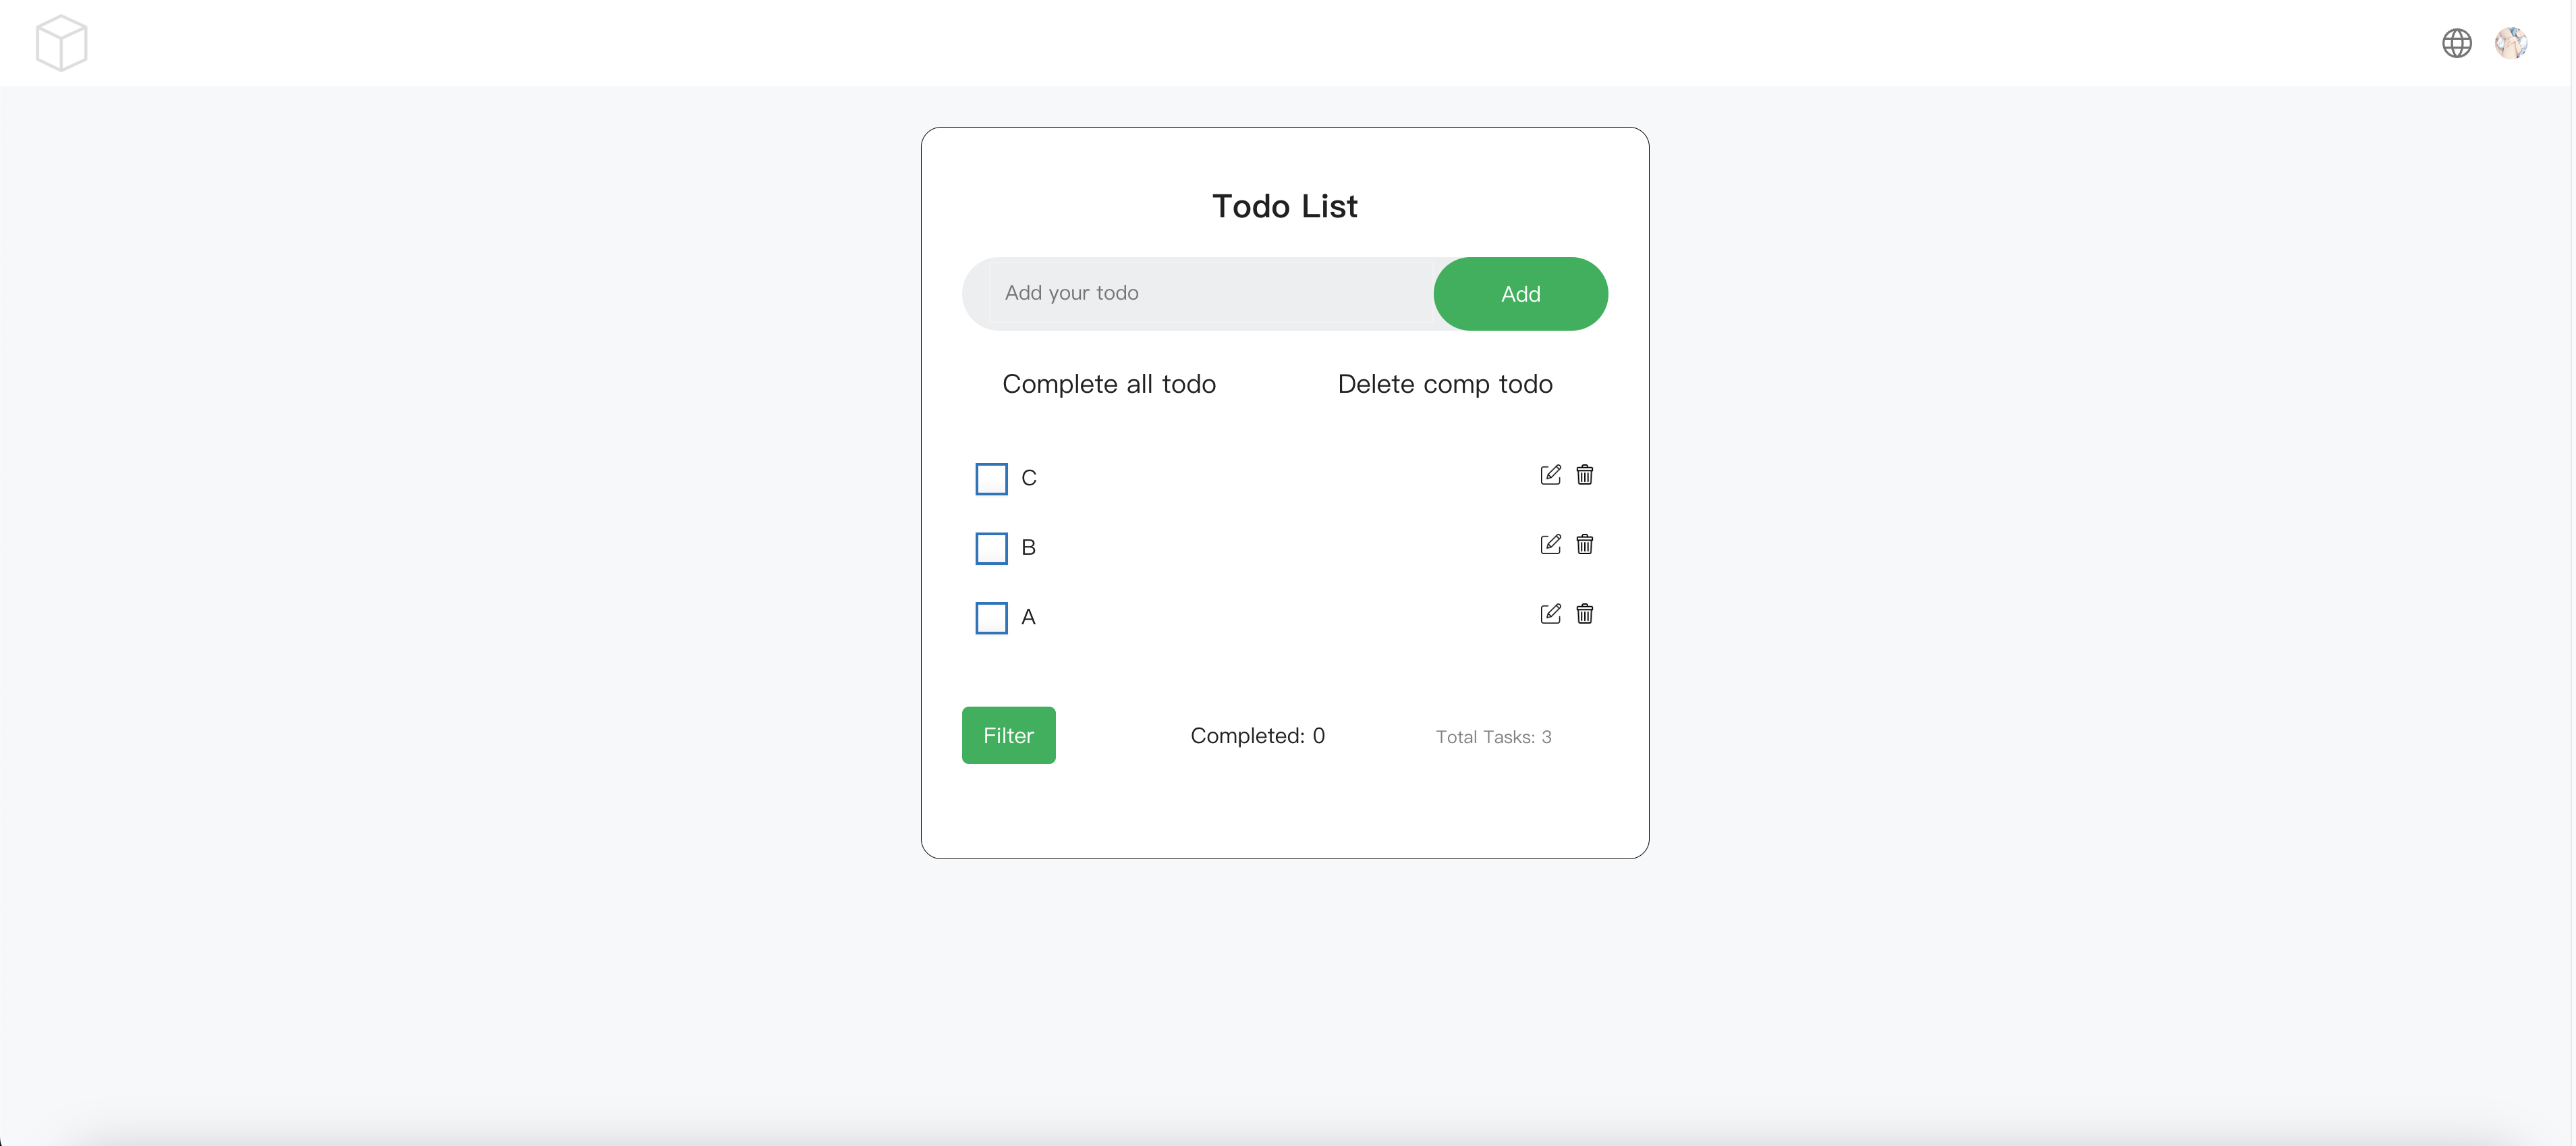 Todo List
Add your todo
Add
Complete all todo
Delete comp todo
C
B
A
Filter
Completed: 0
Total Tasks: 3